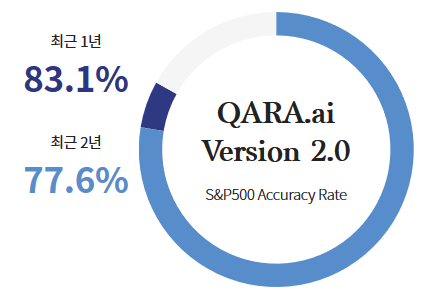 최근 1년
83.1%
최근 2년
77.6%
QARA.ai
Version 2.0
S&P500 Accuracy Rate